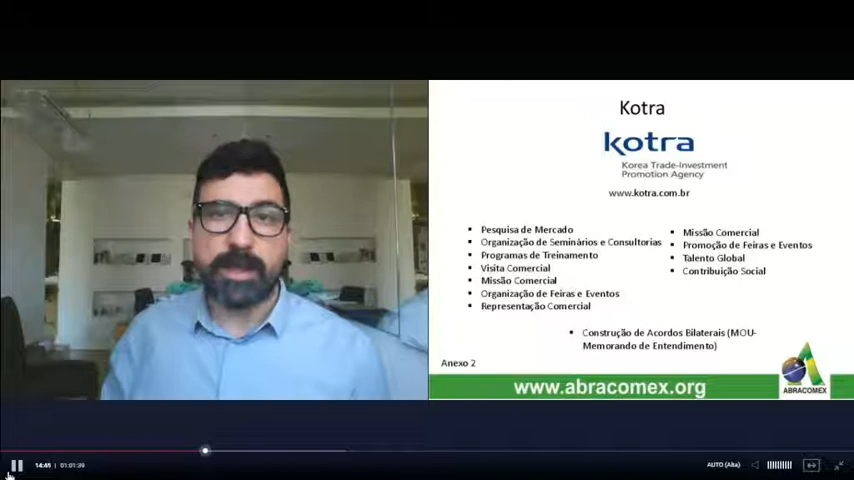 Kotra
kotra
Korea Trade-Investment
Promotion Agency
www.kotra.com.br
▪ Pesquisa de Mercado
▪ Organização de Seminários e Consultorias
▪ Programas de Treinamento
▪ Visita Comercial
▪ Missão Comercial
▪ Organização de Feiras e Eventos
▪ Representação Comercial
▪ Missão Comercial
▪ Promoção de Feiras e Eventos
▪ Talento Global
▪ Contribuição Social
▪ Construção de Acordos Bilaterais (MOU-
Memorando de Entendimento)
Anexo 2
www.abracomex.org
ABRACOMEX
14:41 | 01:01:39
AUTO (Alta)